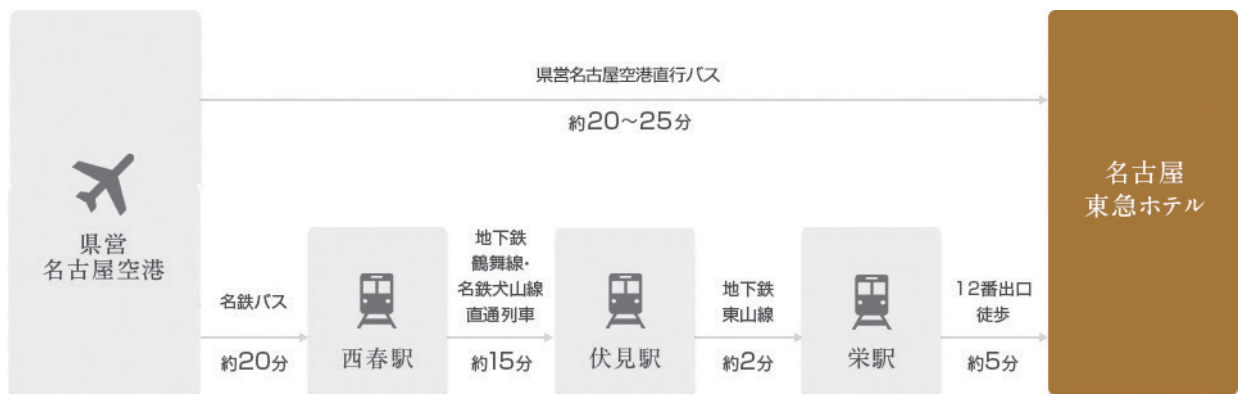 県営名古屋空港直行バス
約20〜25分
県営
名古屋空港
名古屋
東急ホテル
名鉄バス
約20分
西春駅
地下鉄
鶴舞線・
名鉄犬山線
直通列車
約15分
伏見駅
地下鉄
東山線
約2分
栄駅
12番出口
徒歩
約5分